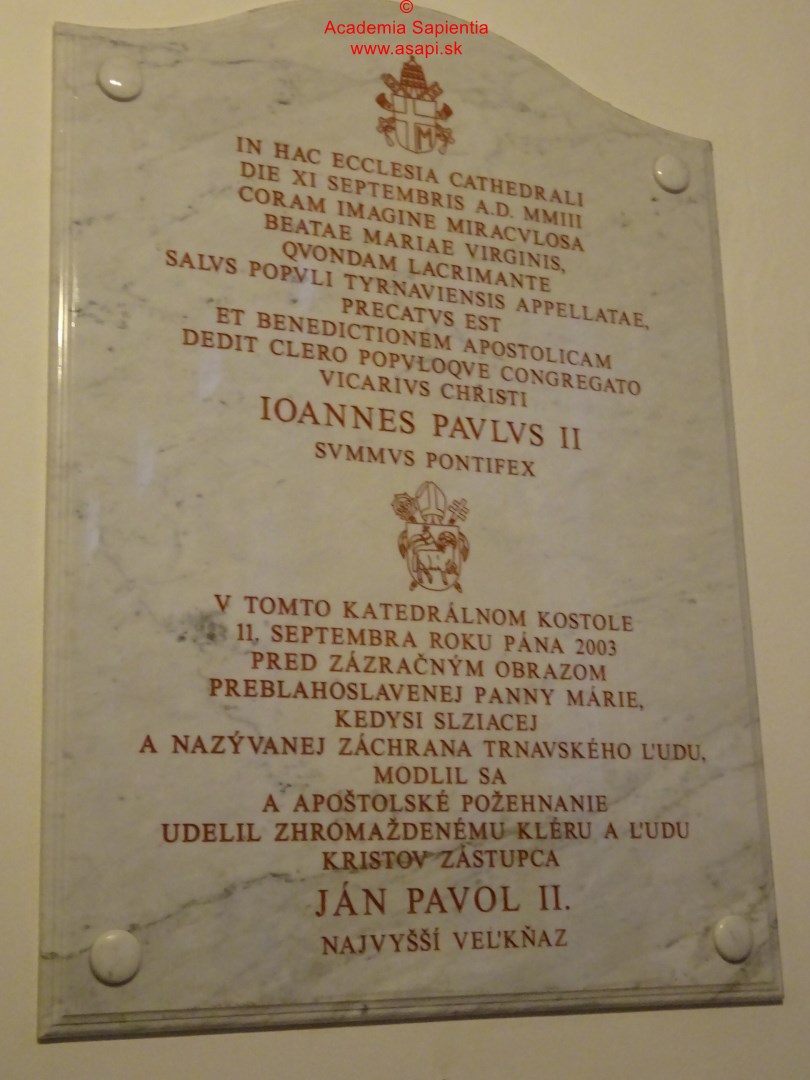 ©
Academia Sapientia
www.asapi.sk
M
IN HAC ECCLESIA CATHEDRALI
DIE XI SEPTEMBRIS A.D. MMIII
CORAM IMAGINE MIRACVLOSA
BEATAE MARIAE VIRGINIS,
QVONDAM LACRIMANTE
SALVS POPVLI TYRNAVIENSIS APPELLATAE,
PRECATVS EST
ET BENEDICTIONEM APOSTOLICAM
DEDIT CLERO POPVLOQVE CONGREGATO
VICARIVS CHRISTI
IOANNES PAVLVS II
SVMMVS PONTIFEX
V TOMTO KATEDRÁLNOM KOSTOLE
11. SEPTEMBRA ROKU PÁNA 2003
PRED ZÁZRAČNÝM OBRAZOM
PREBLAHOSLAVENEJ PANNY MÁRIE,
KEDYSI SLZIACEJ
A NAZÝVANEJ ZÁCHRANA TRNAVSKÉHO ĽUDU,
MODLIL SA
A APOŠTOLSKÉ POŽEHNANIE
UDELIL ZHROMAŽDENÉMU KLÉRU A ĽUDU
KRISTOV ZÁSTUPCA
JÁN PAVOL II.
NAJVYŠŠÍ VEĽKŇAZ